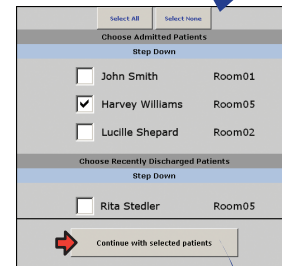 Select All Select None
Choose Admitted Patients
Step Down
John Smith Room01
Harvey Williams Room05
Lucille Shepard Room02
Choose Recently Discharged Patients
Step Down
Rita Stedler Room05
Continue with selected patients